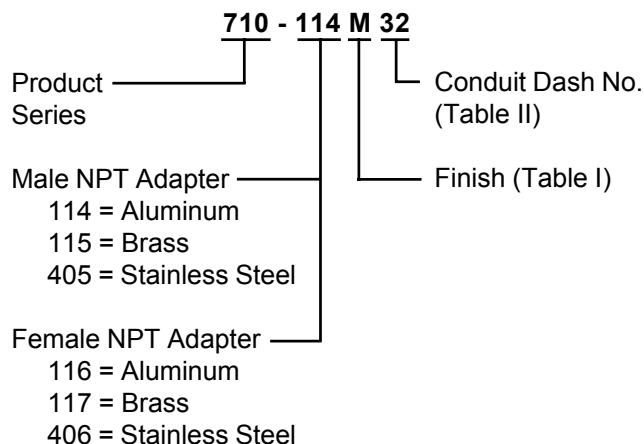 710 - 114 M 32
Product
Series
Conduit Dash No.
(Table II)
Male NPT Adapter
114 = Aluminum
115 = Brass
405 = Stainless Steel
Finish (Table I)
Female NPT Adapter
116 = Aluminum
117 = Brass
406 = Stainless Steel